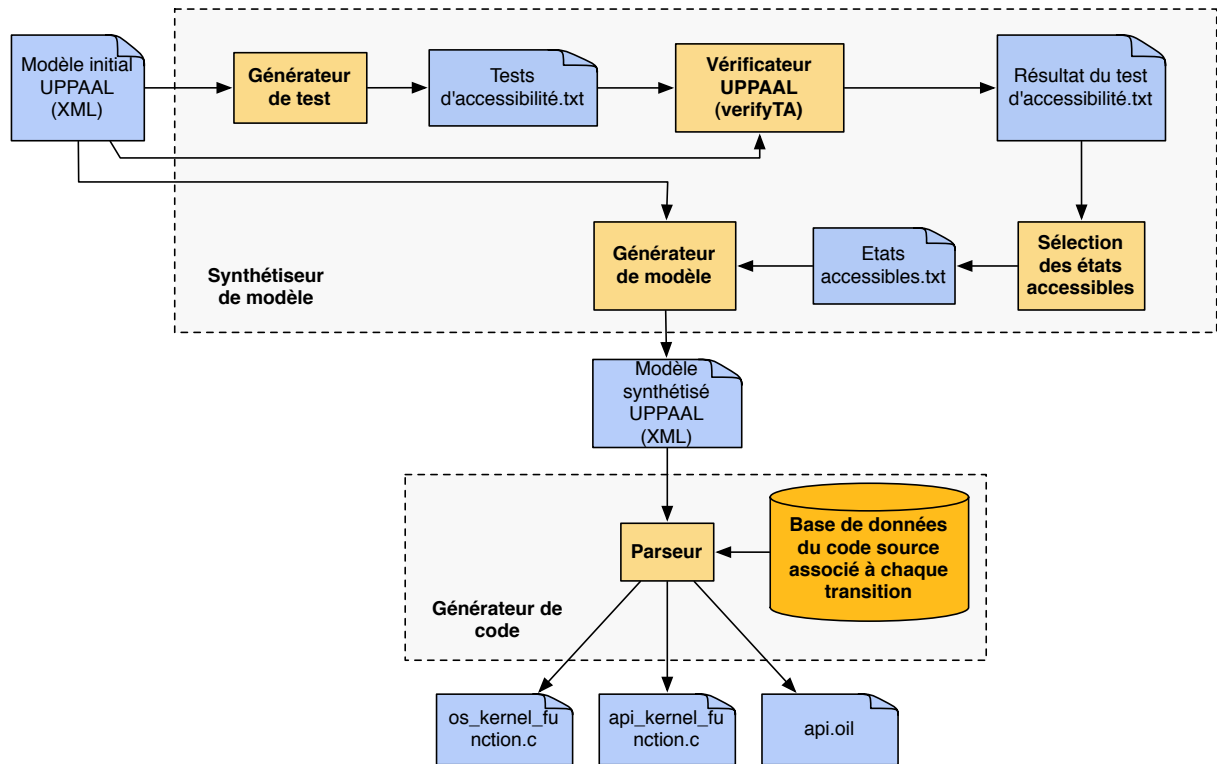 Modèle initial
UPPAAL
(XML)
Générateur
de test
Tests
d'accessibilité.txt
Vérificateur
UPPAAL
(verifyTA)
Résultat du test
d'accessibilité.txt
Synthétiseur
de modèle
Générateur
de modèle
Etats
accessibles.txt
Sélection
des états
accessibles
Modèle
synthétisé
UPPAAL
(XML)
Parseur
Base de données
du code source
associé à chaque
transition
Générateur de
code
os_kernel_fu
nction.c
api_kernel_fu
nction.c
api.oil